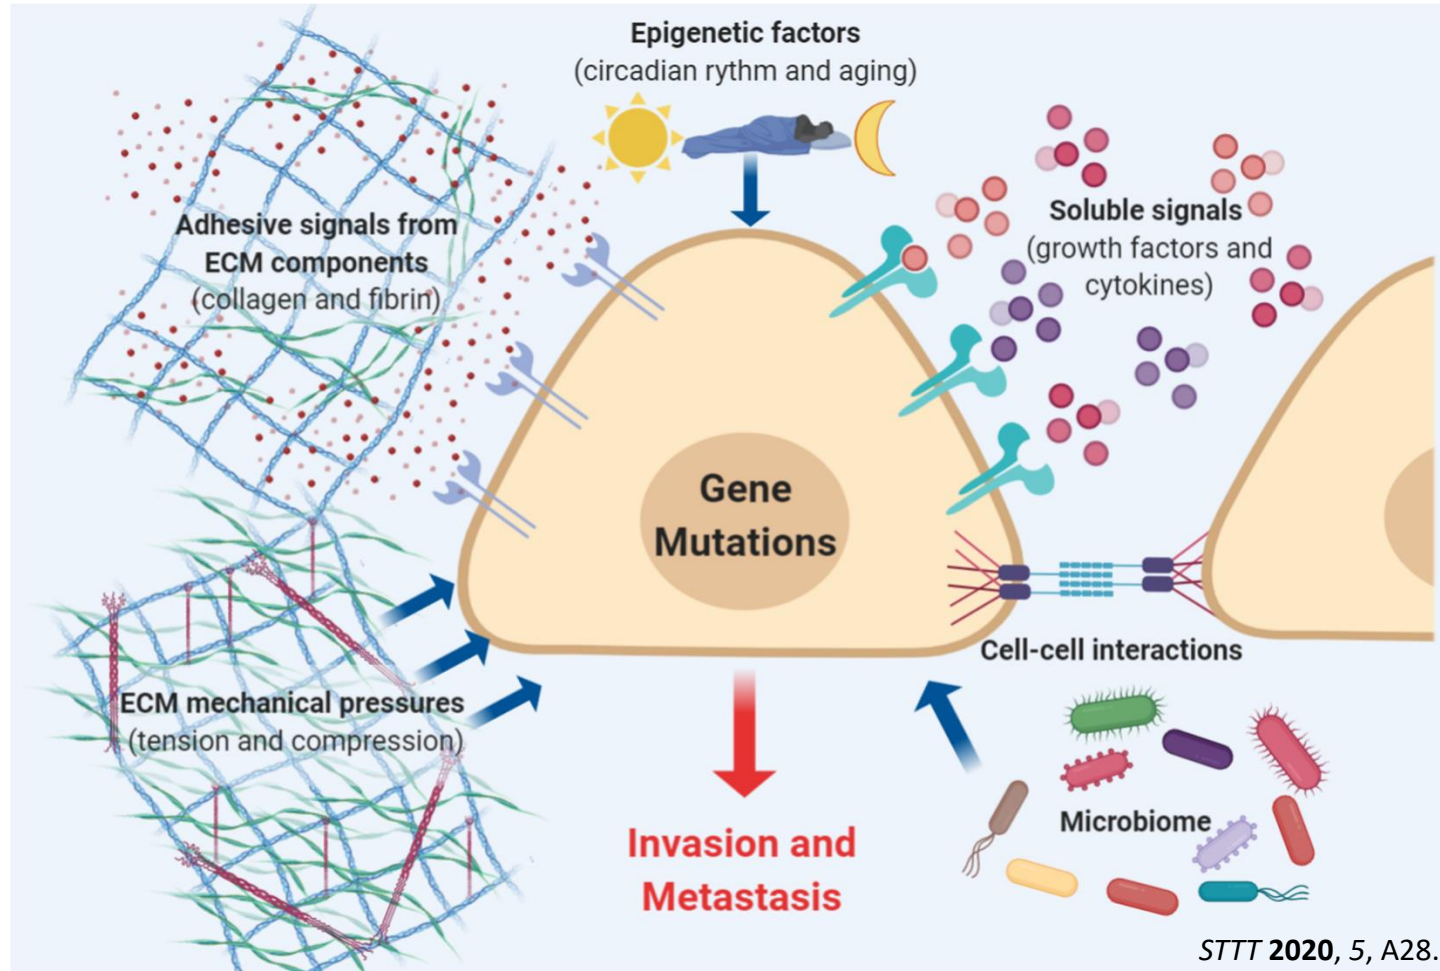 Epigenetic factors
(circadian rythm and aging)
Adhesive signals from
ECM components
(collagen and fibrin)
Soluble signals
(growth factors and
cytokines)
Gene
Mutations
Cell-cell interactions
ECM mechanical pressures
(tension and compression)
Microbiome
Invasion and
Metastasis
STTT 2020, 5, A28.